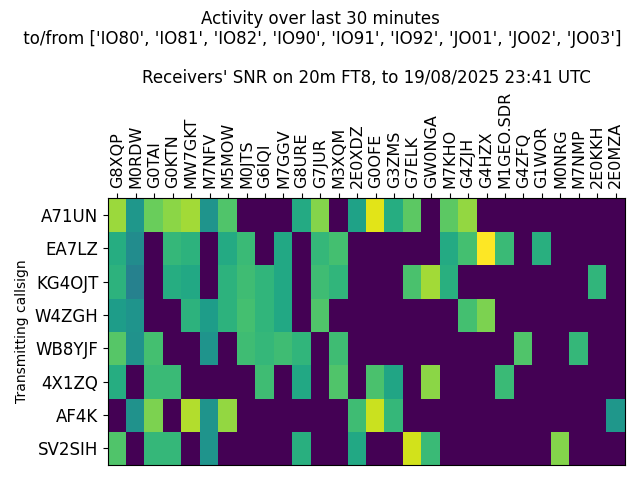 Activity over last 30 minutes
to/from ['IO80', 'IO81', 'IO82', 'IO90', 'IO91', 'IO92', 'JO01', 'JO02', 'JO03']
Receivers' SNR on 20m FT8, to 19/08/2025 23:41 UTC
G8XQP
M0RDW
G0TAI
G0KTN
MW7GKT
M7NFV
M5MOW
M0JTS
G6IQI
M7GGV
G8URE
G7JUR
M3XQM
2E0XDZ
G0OFE
G3ZMS
G7ELK
GW0NGA
M7KHO
G4ZJH
G4HZX
M1GEO.SDR
G4ZFQ
G1WOR
M0NRG
M7NMP
2E0KKH
2E0MZA
Transmitting callsign
A71UN
EA7LZ
KG4OJT
W4ZGH
WB8YJF
4X1ZQ
AF4K
SV2SIH